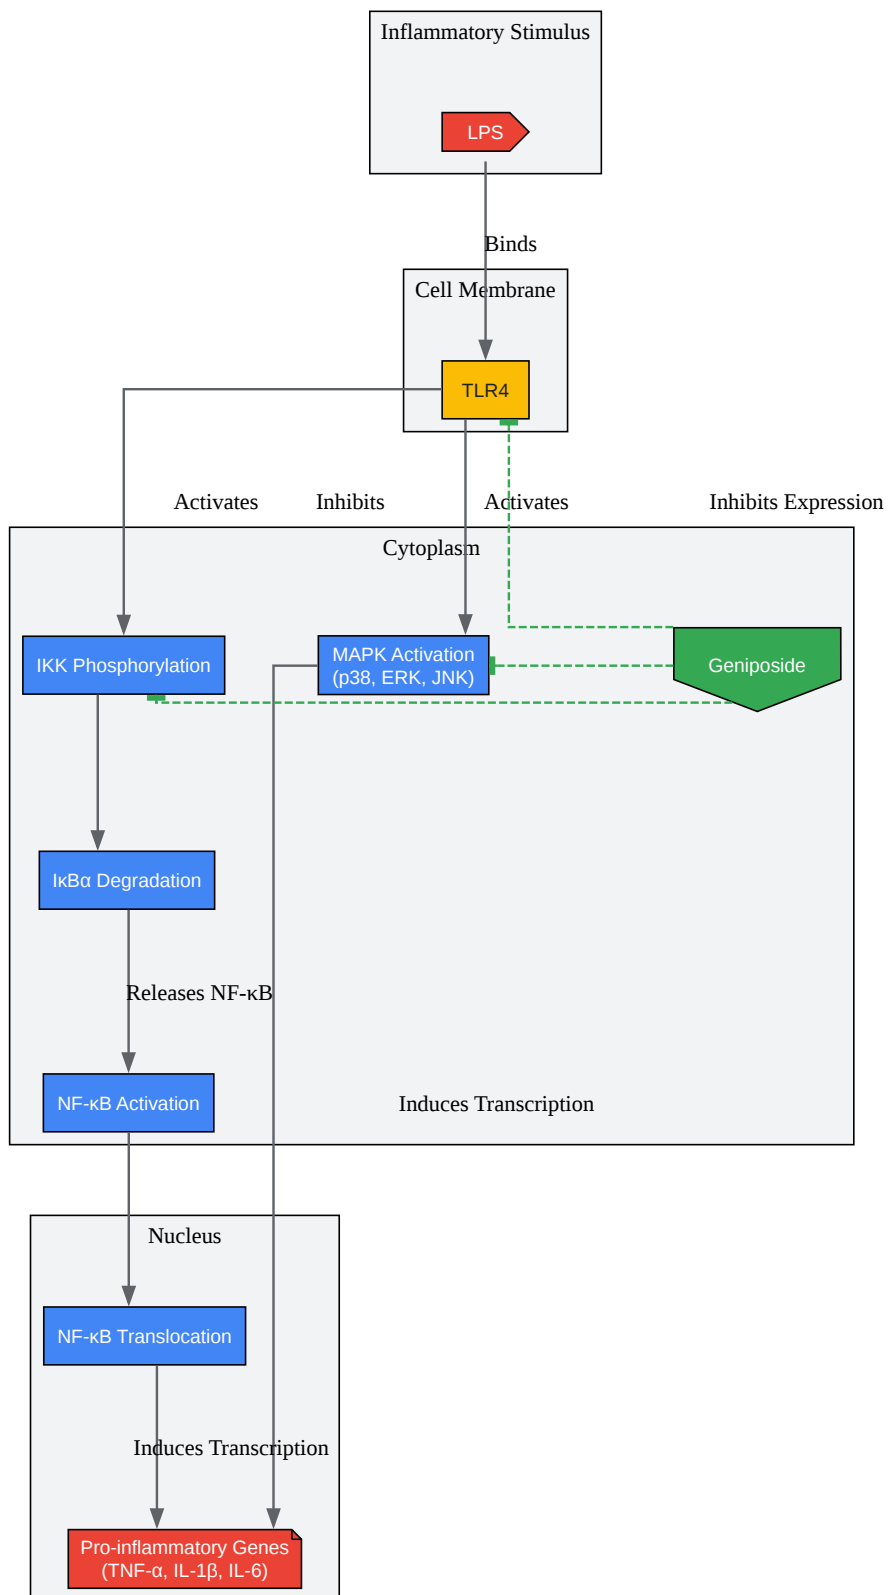 Inflammatory Stimulus
LPS
Binds
Cell Membrane
TLR4
Activates
Inhibits
Activates
Inhibits Expression
Cytoplasm
IKK Phosphorylation
MAPK Activation
(p38, ERK, JNK)
Geniposide
IκBα Degradation
Releases NF-κB
NF-κB Activation
Induces Transcription
Nucleus
NF-κB Translocation
Induces Transcription
Pro-inflammatory Genes
(TNF-α, IL-1β, IL-6)